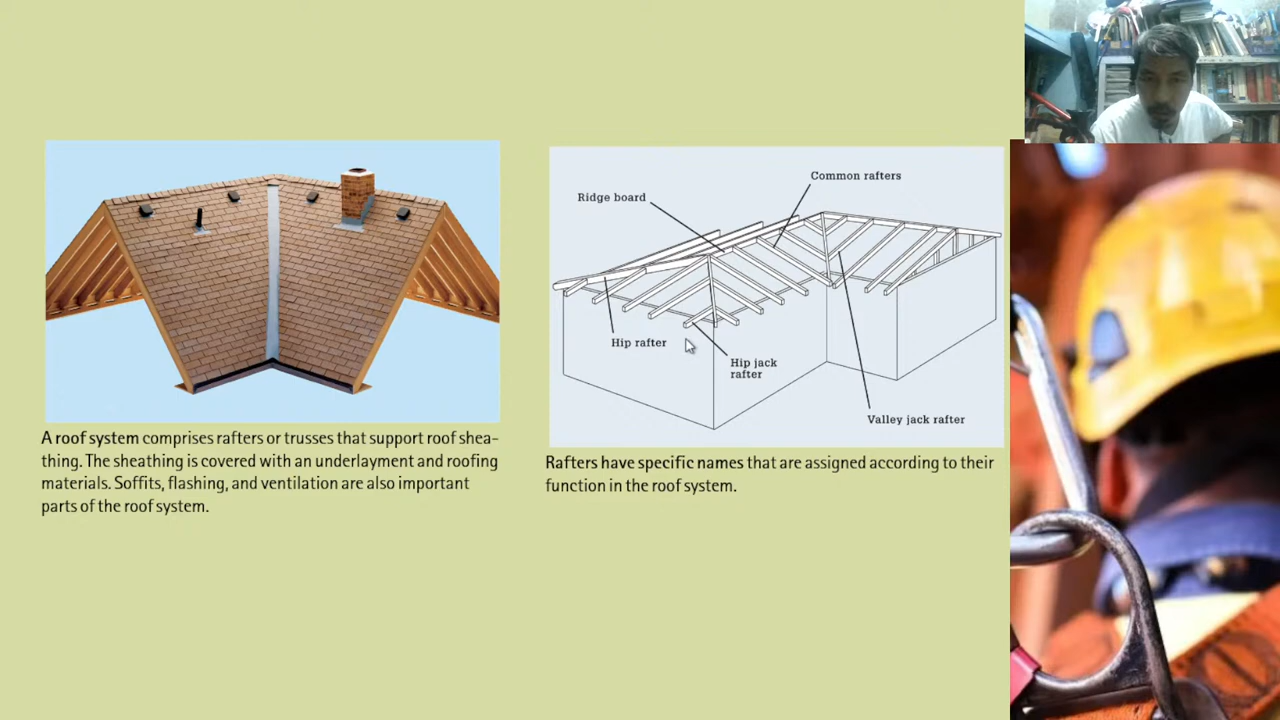 Common rafters
Ridge board
Hip rafter
Hip jack
rafter
Valley jack rafter
A roof system comprises rafters or trusses that support roof shea-
thing. The sheathing is covered with an underlayment and roofing
materials. Soffits, flashing, and ventilation are also important
parts of the roof system.
Rafters have specific names that are assigned according to their
function in the roof system.